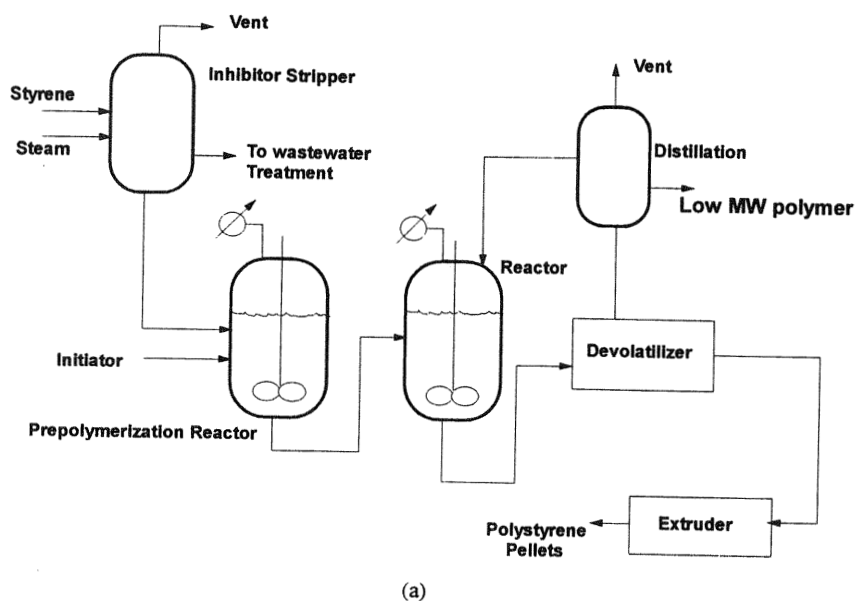 Vent
Inhibitor Stripper
Styrene
Steam
To wastewater
Treatment
Vent
Distillation
Low MW polymer
Reactor
Devolatilizer
Initiator
Prepolymerization Reactor
Extruder
Polystyrene
Pellets
(a)